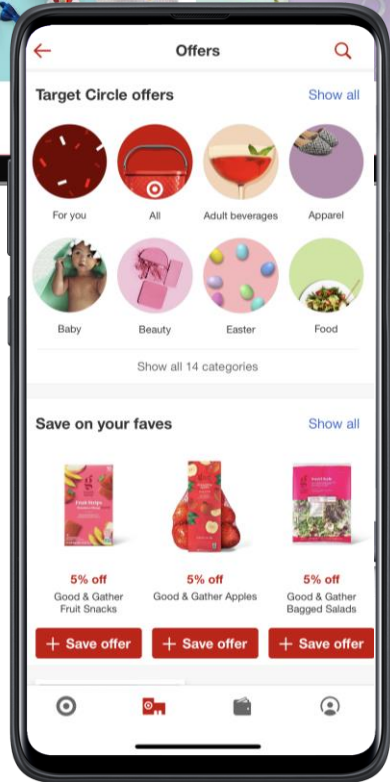 Offers
Target Circle offers
Show all
For you
All
Adult beverages
Apparel
Baby
Beauty
Easter
Food
Show all 14 categories
Save on your faves
Show all
5% off
Good & Gather
Fruit Snacks
+ Save offer
5% off
Good & Gather Apples
+ Save offer
5% off
Good & Gather
Bagged Salads
+ Save offer